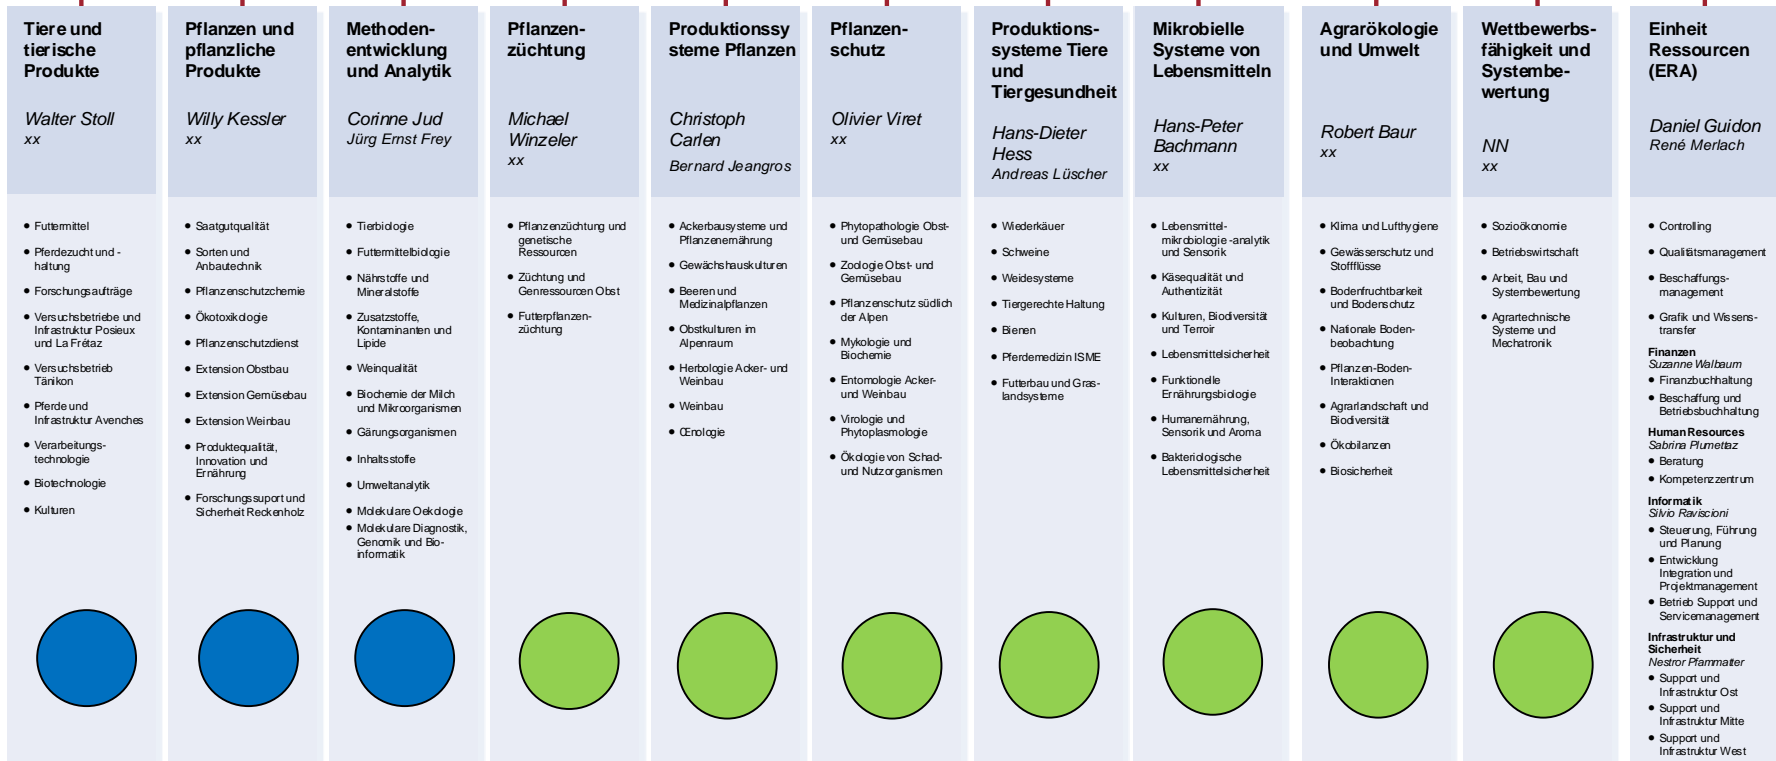 Tiere und
tierische
Produkte
Walter Stoll
xx
• Futtermittel
• Pferdezucht und -
haltung
• Forschungsaufträge
• Versuchsbetriebe und
Infrastruktur Posieux
und La Frétaz
• Versuchsbetrieb
Tänikon
• Pferde und
Infrastruktur Avenches
• Verarbeitungs-
technologie
• Biotechnologie
• Kulturen
Pflanzen und
pflanzliche
Produkte
Willy Kessler
xx
• Saatgutqualität
• Sorten und
Anbautechnik
• Pflanzenschutzchemie
• Ökotoxikologie
• Pflanzenschutzdienst
• Extension Obstbau
• Extension Gemüsebau
• Extension Weinbau
• Produktequalität,
Innovation und
Ernährung
• Forschungssuport und
Sicherheit Reckenholz
Methoden-
entwicklung
und Analytik
Corinne Jud
Jürg Ernst Frey
• Tierbiologie
• Futtermittelbiologie
• Nährstoffe und
Mineralstoffe
• Zusatzstoffe,
Kontaminanten und
Lipide
• Weinqualität
• Biochemie der Milch
und Mikroorganismen
• Gärungsorganismen
• Inhaltsstoffe
• Umweltanalytik
• Molekulare Oekologie
• Molekulare Diagnostik,
Genomik und Bio-
informatik
Pflanzen-
züchtung
Michael
Winzeler
xx
• Pflanzenzüchtung und
genetische
Ressourcen
• Züchtung und
Genressourcen Obst
• Futterpflanzen-
züchtung
Produktionssy
steme Pflanzen
Christoph
Carlen
Bernard Jeangros
• Ackerbausysteme und
Pflanzenernährung
• Gewächshauskulturen
• Beeren und
Medizinalpflanzen
• Obstkulturen im
Alpenraum
• Herbologie Acker- und
Weinbau
• Weinbau
• Œnologie
Pflanzen-
schutz
Olivier Viret
xx
• Phytopathologie Obst-
und Gemüsebau
• Zoologie Obst- und
Gemüsebau
• Pflanzenschutz südlich
der Alpen
• Mykologie und
Biochemie
• Entomologie Acker-
und Weinbau
• Virologie und
Phytoplasmologie
• Ökologie von Schad-
und Nutzorganismen
Produktions-
systeme Tiere
und
Tiergesundheit
Hans-Dieter
Hess
Andreas Lüscher
• Wiederkäuer
• Schweine
• Weidesysteme
• Tiergerechte Haltung
• Bienen
• Pferdemedizin ISME
• Futterbau und Gras-
landsysteme
Mikrobielle
Systeme von
Lebensmitteln
Hans-Peter
Bachmann
xx
• Lebensmittel-
mikrobiologie -analytik
und Sensorik
• Käsequalität und
Authentizität
• Kulturen, Biodiversität
und Terroir
• Lebensmittelsicherheit
• Funktionelle
Ernährungsbiologie
• Humanernährung,
Sensorik und Aroma
• Bakteriologische
Lebensmittelsicherheit
Agrarökologie
und Umwelt
Robert Baur
xx
• Klima und Lufthygiene
• Gewässerschutz und
Stoffflüsse
• Bodenfruchtbarkeit
und Bodenschutz
• Nationale Boden-
beobachtung
• Pflanzen-Boden-
Interaktionen
• Agrarlandschaft und
Biodiversität
• Ökobilanzen
• Biosicherheit
Wettbewerbs-
fähigkeit und
Systembe-
wertung
NN
xx
• Sozioökonomie
• Betriebswirtschaft
• Arbeit, Bau und
Systembewertung
• Agrartechnische
Systeme und
Mechatronik
Einheit
Ressourcen
(ERA)
Daniel Guidon
René Merlach
• Controlling
• Qualitätsmanagement
• Beschaffungs-
management
• Grafik und Wissens-
transfer
Finanzen
Suzanne Walbaum
• Finanzbuchhaltung
• Beschaffung und
Betriebsbuchhaltung
Human Resources
Sabrina Plumettaz
• Beratung
• Kompetenzzentrum
Informatik
Silvio Raviscioni
• Steuerung, Führung
und Planung
• Entwicklung
Integration und
Projektmanagement
• Betrieb Support und
Servicemanagement
Infrastruktur und
Sicherheit
Nestror Pfammatter
• Support und
Infrastruktur Ost
• Support und
Infrastruktur Mitte
• Support und
Infrastruktur West